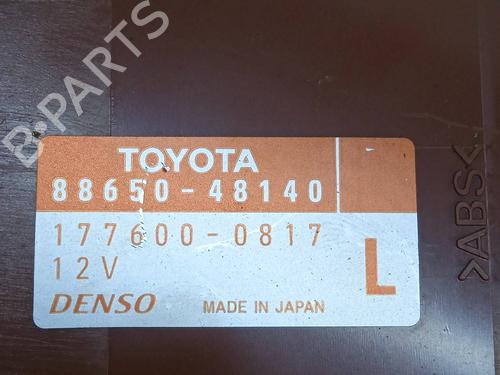 B-PARTS
TOYOTA
88650-48140
177600-0817
12V
L
DENSO
MADE IN JAPAN
>ABS<